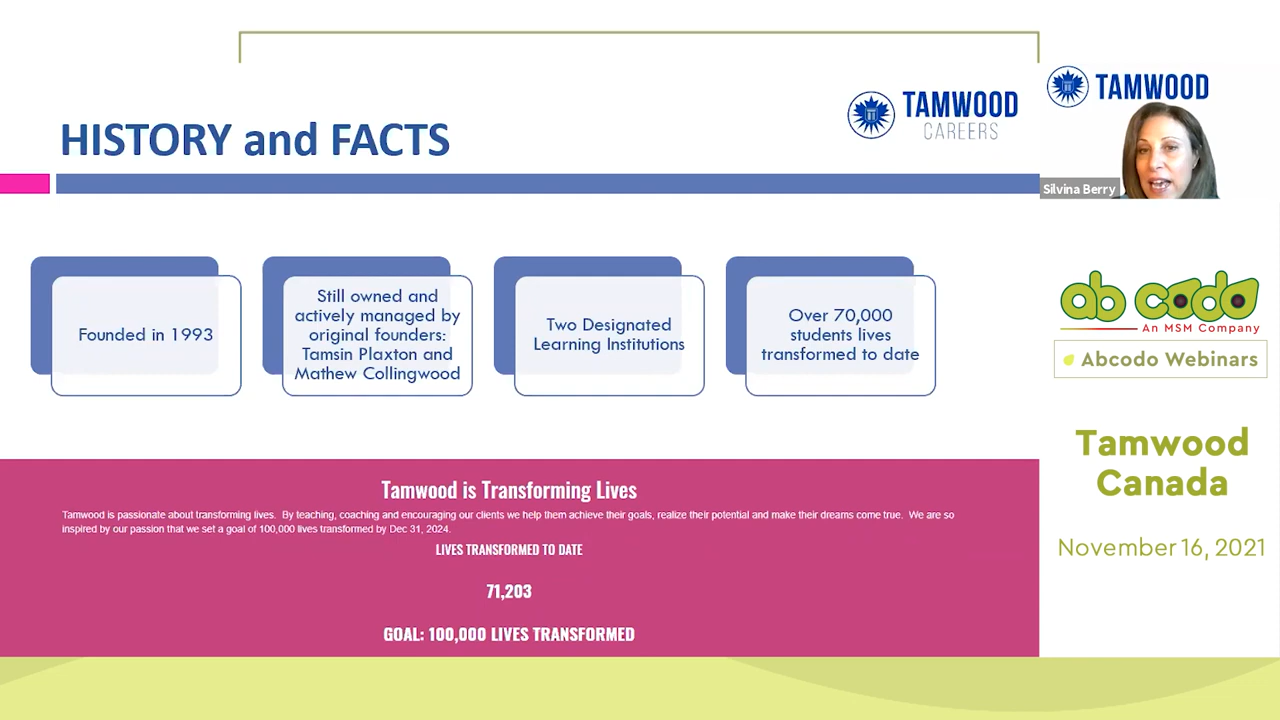 HISTORY and FACTS
TAMWOOD
CAREERS
TAMWOOD
Silvina Berry
Founded in 1993
Still owned and
actively managed by
original founders:
Tamsin Plaxton and
Mathew Collingwood
Two Designated
Learning Institutions
Over 70,000
students lives
transformed to date
ab codo
An MSM Company
Abcodo Webinars
Tamwood
Canada
November 16, 2021
Tamwood is Transforming Lives
Tamwood is passionate about transforming lives. By teaching, coaching and encouraging our clients we help them achieve their goals, realize their potential and make their dreams come true. We are so
inspired by our passion that we set a goal of 100,000 lives transformed by Dec 31, 2024.
LIVES TRANSFORMED TO DATE
71,203
GOAL: 100,000 LIVES TRANSFORMED